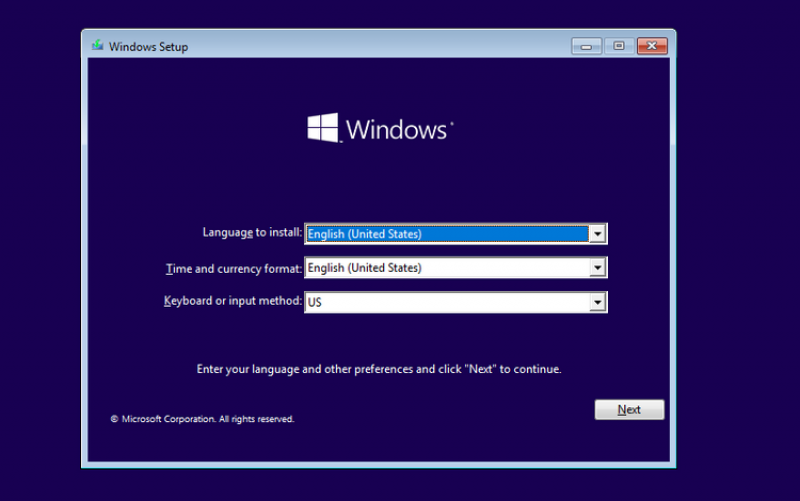 Windows Setup
Windows
Language to install: English (United States)
Time and currency format: English (United States)
Keyboard or input method: US
Enter your language and other preferences and click "Next" to continue.
Next
© Microsoft Corporation. All rights reserved.